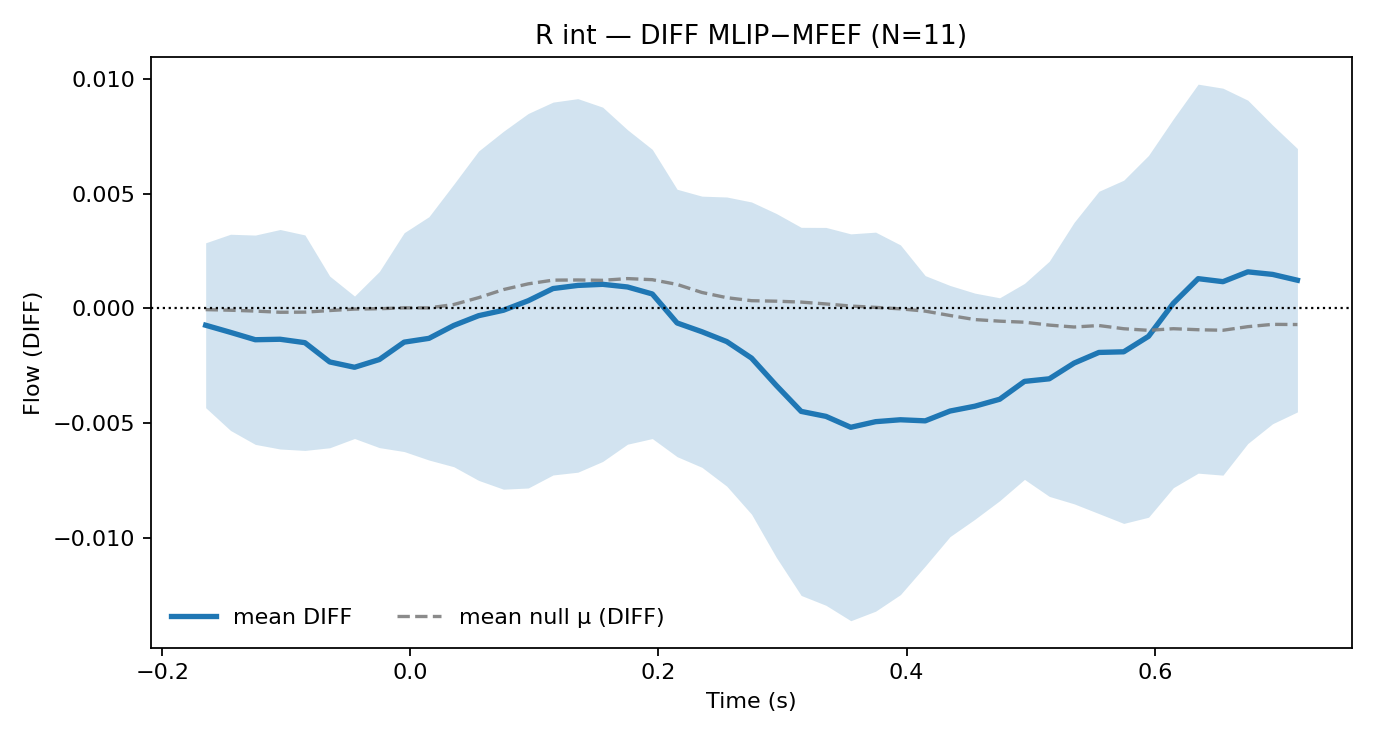 R int — DIFF MLIP−MFEF (N=11)
0.010
0.005
0.000
−0.005
−0.010
Flow (DIFF)
mean DIFF
mean null μ (DIFF)
−0.2
0.0
0.2
0.4
0.6
Time (s)